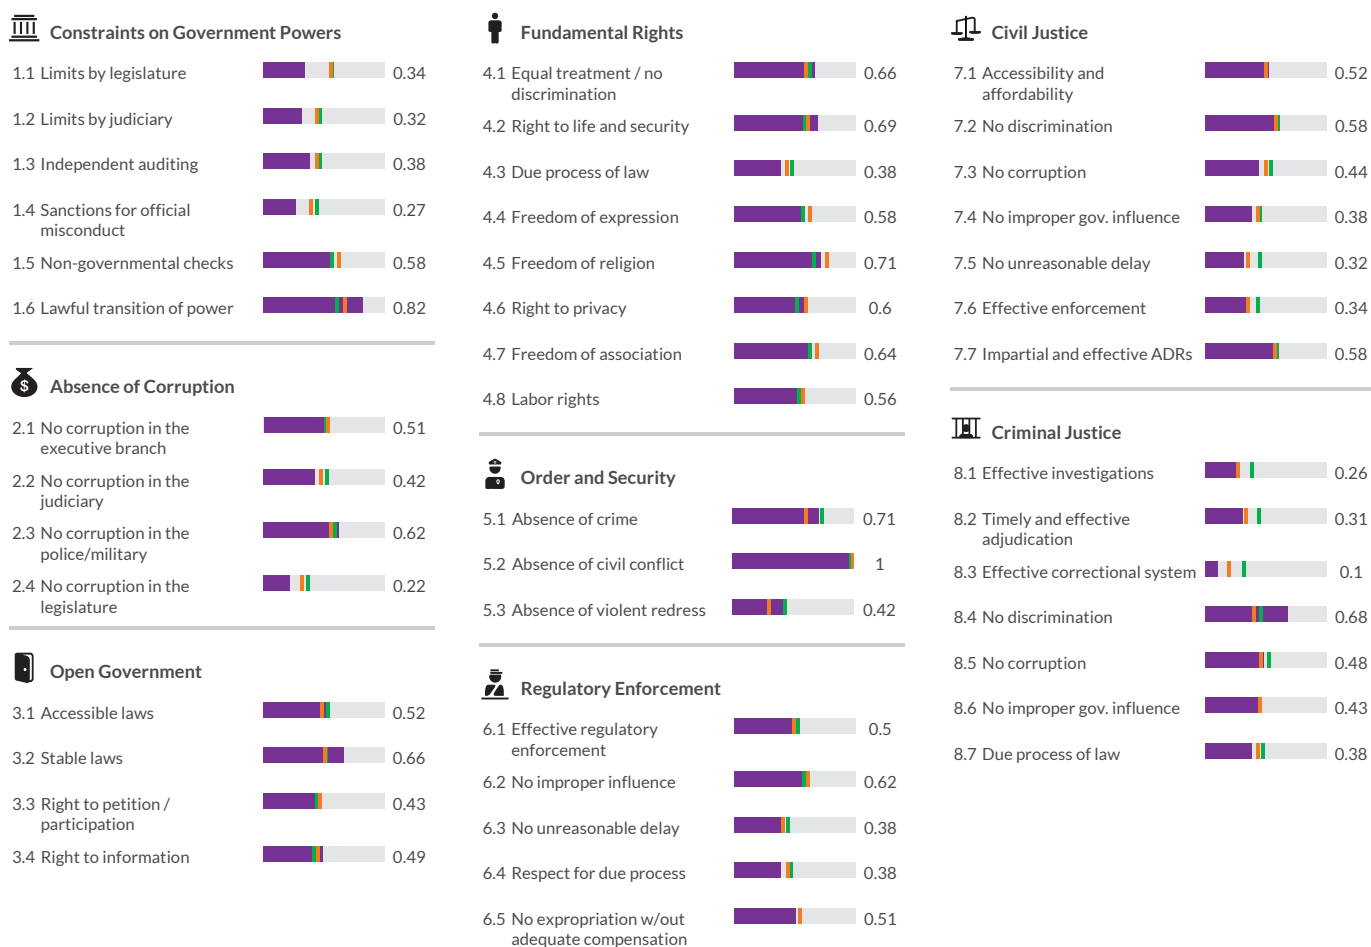 Constraints on Government Powers
1.1 Limits by legislature 0.34
1.2 Limits by judiciary 0.32
1.3 Independent auditing 0.38
1.4 Sanctions for official
misconduct 0.27
1.5 Non-governmental checks 0.58
1.6 Lawful transition of power 0.82
$ Absence of Corruption
2.1 No corruption in the
executive branch 0.51
2.2 No corruption in the
judiciary 0.42
2.3 No corruption in the
police/military 0.62
2.4 No corruption in the
legislature 0.22
Open Government
3.1 Accessible laws 0.52
3.2 Stable laws 0.66
3.3 Right to petition /
participation 0.43
3.4 Right to information 0.49
Fundamental Rights
4.1 Equal treatment / no
discrimination 0.66
4.2 Right to life and security 0.69
4.3 Due process of law 0.38
4.4 Freedom of expression 0.58
4.5 Freedom of religion 0.71
4.6 Right to privacy 0.6
4.7 Freedom of association 0.64
4.8 Labor rights 0.56
Order and Security
5.1 Absence of crime 0.71
5.2 Absence of civil conflict 1
5.3 Absence of violent redress 0.42
Regulatory Enforcement
6.1 Effective regulatory
enforcement 0.5
6.2 No improper influence 0.62
6.3 No unreasonable delay 0.38
6.4 Respect for due process 0.38
6.5 No expropriation w/out
adequate compensation 0.51
Civil Justice
7.1 Accessibility and
affordability 0.52
7.2 No discrimination 0.58
7.3 No corruption 0.44
7.4 No improper gov. influence 0.38
7.5 No unreasonable delay 0.32
7.6 Effective enforcement 0.34
7.7 Impartial and effective ADRs 0.58
Criminal Justice
8.1 Effective investigations 0.26
8.2 Timely and effective
adjudication 0.31
8.3 Effective correctional system 0.1
8.4 No discrimination 0.68
8.5 No corruption 0.48
8.6 No improper gov. influence 0.43
8.7 Due process of law 0.38